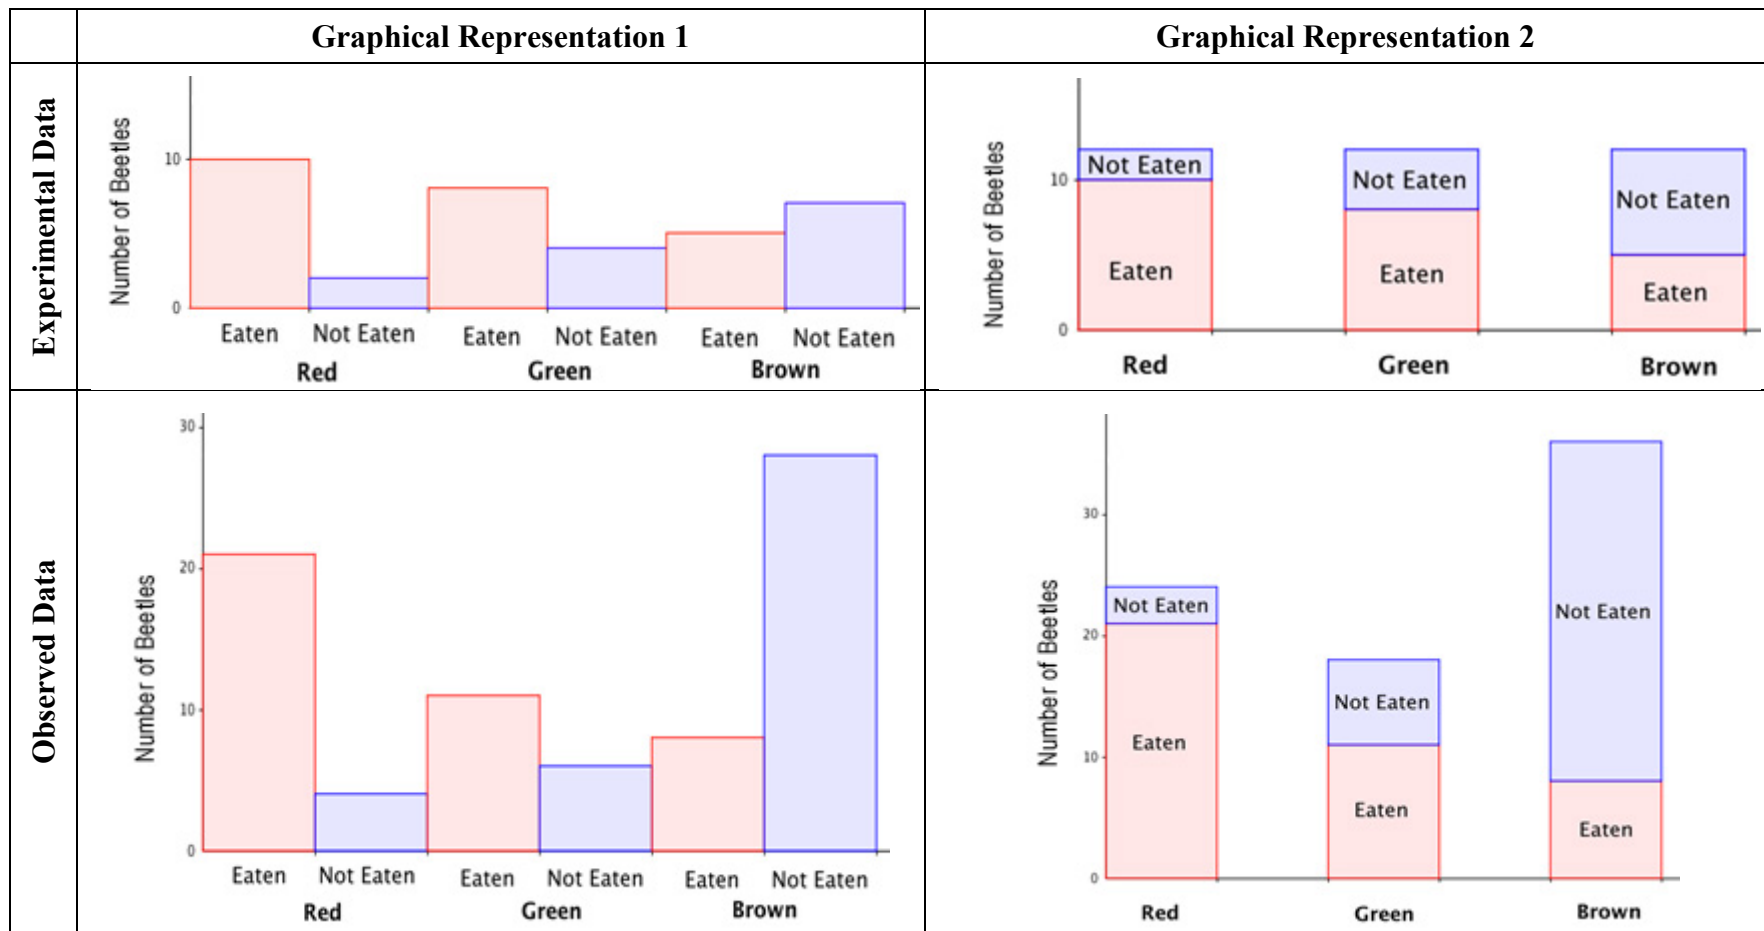 Graphical Representation 1
Graphical Representation 2
Experimental Data
Number of Beetles
10
0
Eaten Not Eaten Eaten Not Eaten Eaten Not Eaten
Red Green Brown
Number of Beetles
10
0
Not Eaten
Eaten
Not Eaten
Eaten
Not Eaten
Eaten
Red Green Brown
Observed Data
Number of Beetles
30
20
10
0
Eaten Not Eaten Eaten Not Eaten Eaten Not Eaten
Red Green Brown
Number of Beetles
30
20
10
0
Not Eaten
Eaten
Not Eaten
Eaten
Not Eaten
Eaten
Red Green Brown